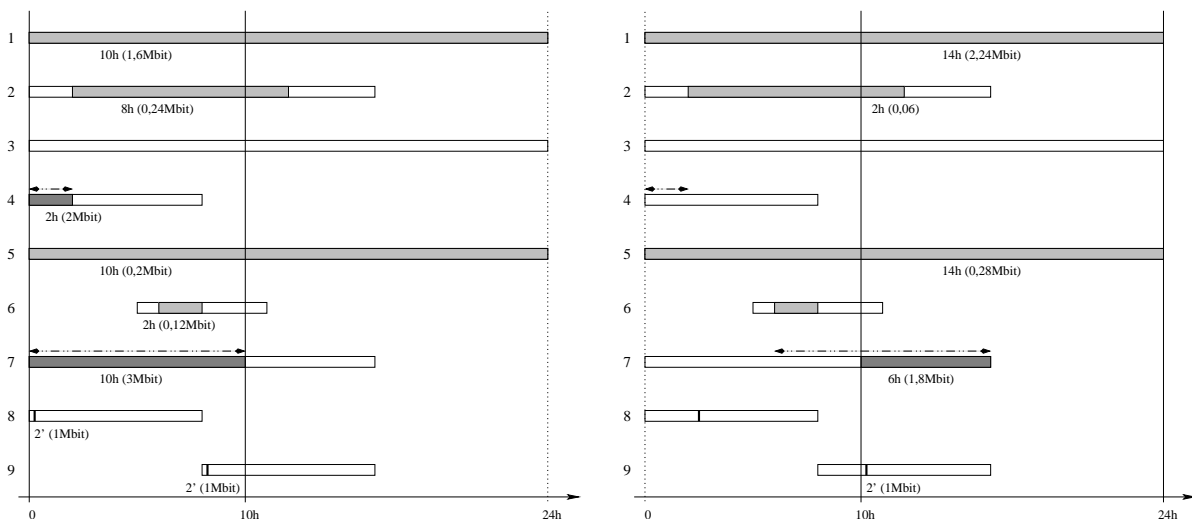 1
10h (1,6Mbit)
2
8h (0,24Mbit)
3
4
2h (2Mbit)
5
10h (0,2Mbit)
6
2h (0,12Mbit)
7
10h (3Mbit)
8
2' (1Mbit)
9
2' (1Mbit)
0 10h 24h
1
14h (2,24Mbit)
2
2h (0,06)
3
4
5
14h (0,28Mbit)
6
7
6h (1,8Mbit)
8
9
2' (1Mbit)
0 10h 24h